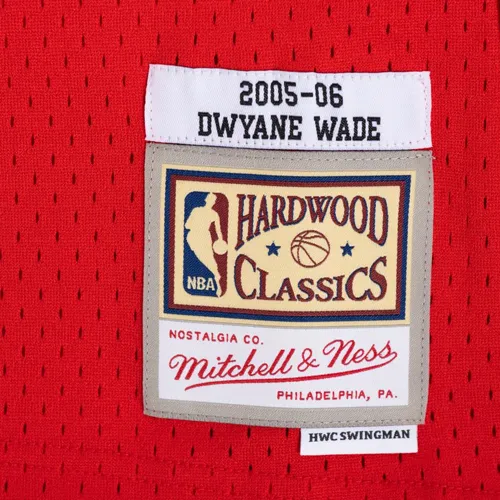 2005-06
DWYANE WADE
NBA
HARDWOOD
CLASSICS
NOSTALGIA CO.
Mitchell & Ness
PHILADELPHIA, PA.
HWC SWINGMAN